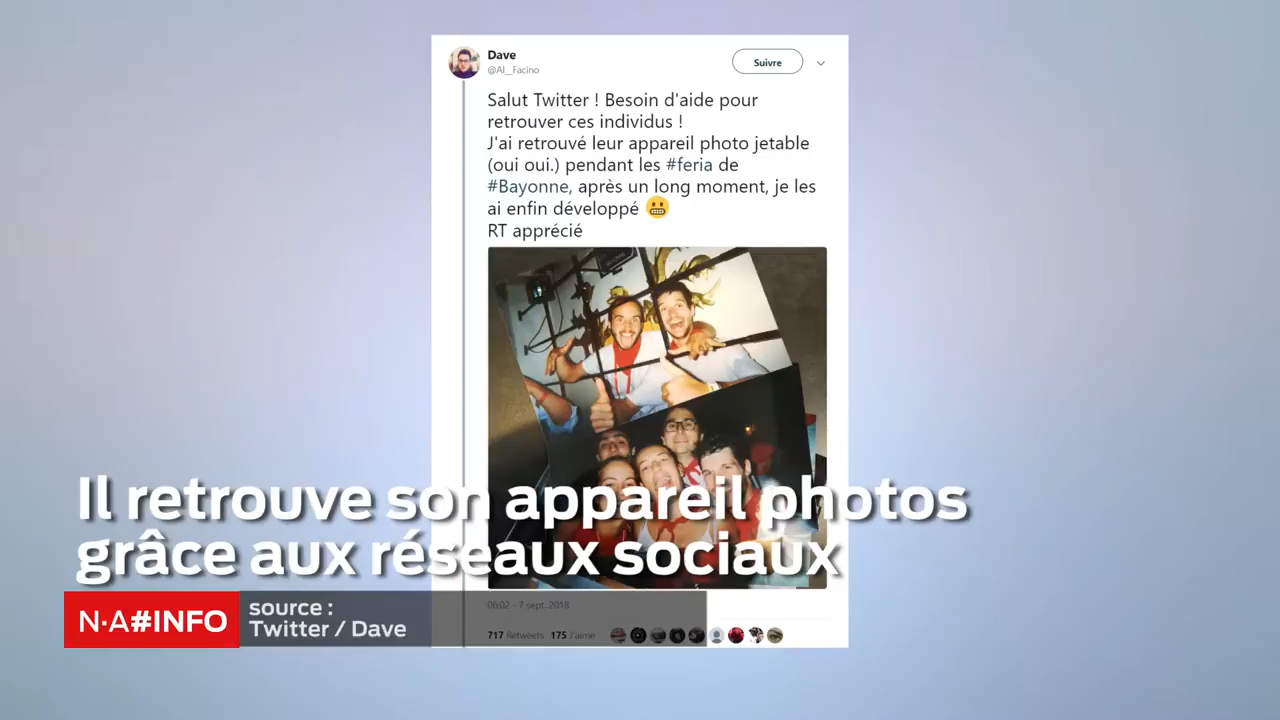 Dave
@Al__Facino
Suivre
Salut Twitter ! Besoin d'aide pour
retrouver ces individus !
J'ai retrouvé leur appareil photo jetable
(oui oui.) pendant les #feria de
#Bayonne, après un long moment, je les
ai enfin développé 😬
RT apprécié
Il retrouve son appareil photos
grâce aux réseaux sociaux
N·A#INFO
source :
Twitter / Dave
06:02 - 7 sept. 2018
717 Retweets 175 J'aime